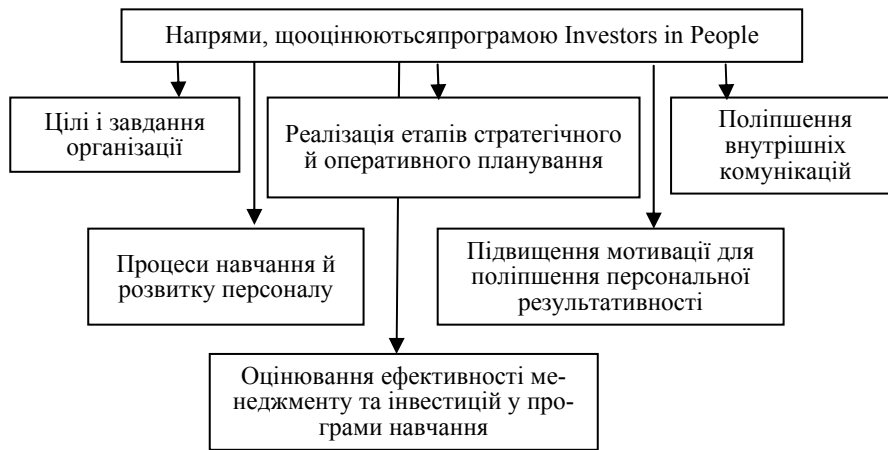 Напрями, щооцінюютьсяпрограмою Investors in People
Цілі і завдання
організації
Реалізація етапів стратегічного
й оперативного планування
Поліпшення
внутрішніх
комунікацій
Процеси навчання й
розвитку персоналу
Підвищення мотивації для
поліпшення персональної
результативності
Оцінювання ефективності ме-
неджменту та інвестицій у про-
грами навчання